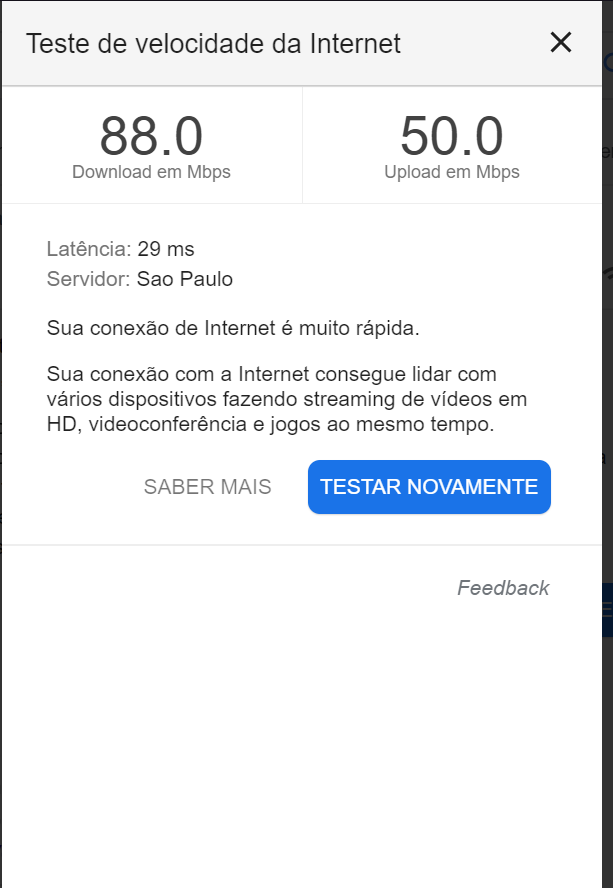 Teste de velocidade da Internet
88.0
Download em Mbps
50.0
Upload em Mbps
Latência: 29 ms
Servidor: Sao Paulo
Sua conexão de Internet é muito rápida.
Sua conexão com a Internet consegue lidar com
vários dispositivos fazendo streaming de vídeos em
HD, videoconferência e jogos ao mesmo tempo.
SABER MAIS
TESTAR NOVAMENTE
Feedback